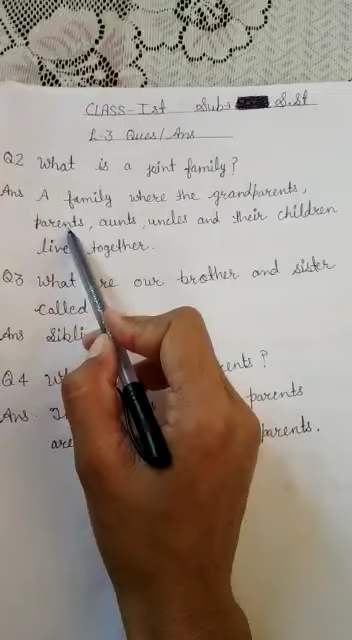 CLASS-Ist Sub: S.St
L-3 Ques/Ans
Q2 What is a joint family?
Ans A family where the grandparents,
parents, aunts, uncles and their children
live together.
Q3 What are our brother and sister
called
Ans Sibli
Q4 ents?
Ans parents
are parents.